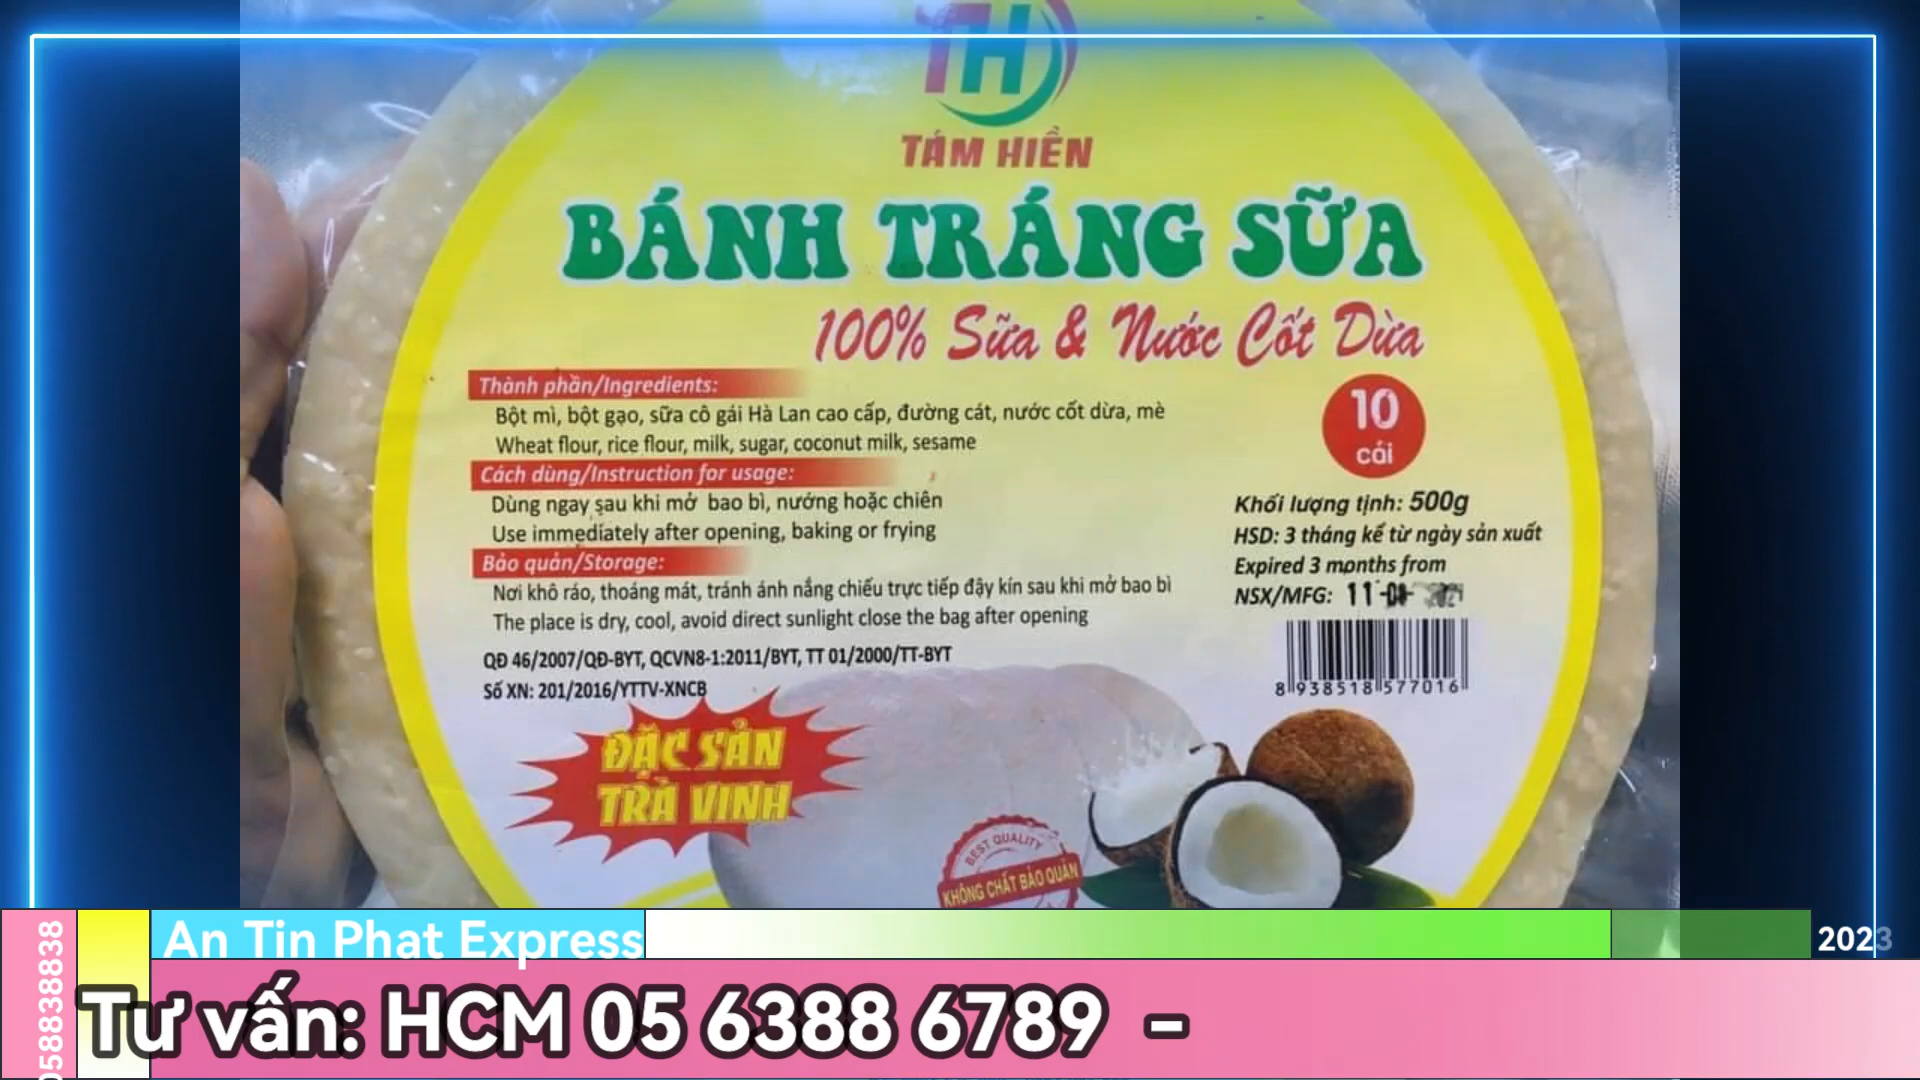 TH
TÁM HIỀN
BÁNH TRÁNG SỮA
100% Sữa & Nước Cốt Dừa
Thành phần/Ingredients:
Bột mì, bột gạo, sữa cô gái Hà Lan cao cấp, đường cát, nước cốt dừa, mè
Wheat flour, rice flour, milk, sugar, coconut milk, sesame
Cách dùng/Instruction for usage:
Dùng ngay sau khi mở bao bì, nướng hoặc chiên
Use immediately after opening, baking or frying
Bảo quản/Storage:
Nơi khô ráo, thoáng mát, tránh ánh nắng chiếu trực tiếp đậy kín sau khi mở bao bì
The place is dry, cool, avoid direct sunlight close the bag after opening
QĐ 46/2007/QĐ-BYT, QCVN8-1:2011/BYT, TT 01/2000/TT-BYT
Số XN: 201/2016/YTTV-XNCB
10
cái
Khối lượng tịnh: 500g
HSD: 3 tháng kể từ ngày sản xuất
Expired 3 months from
NSX/MFG: 11
8 938518 577016
ĐẶC SẢN
TRÀ VINH
BEST QUALITY
KHÔNG CHẤT BẢO QUẢN
An Tin Phat Express
2023
0588838838
Tư vấn: HCM 05 6388 6789 -